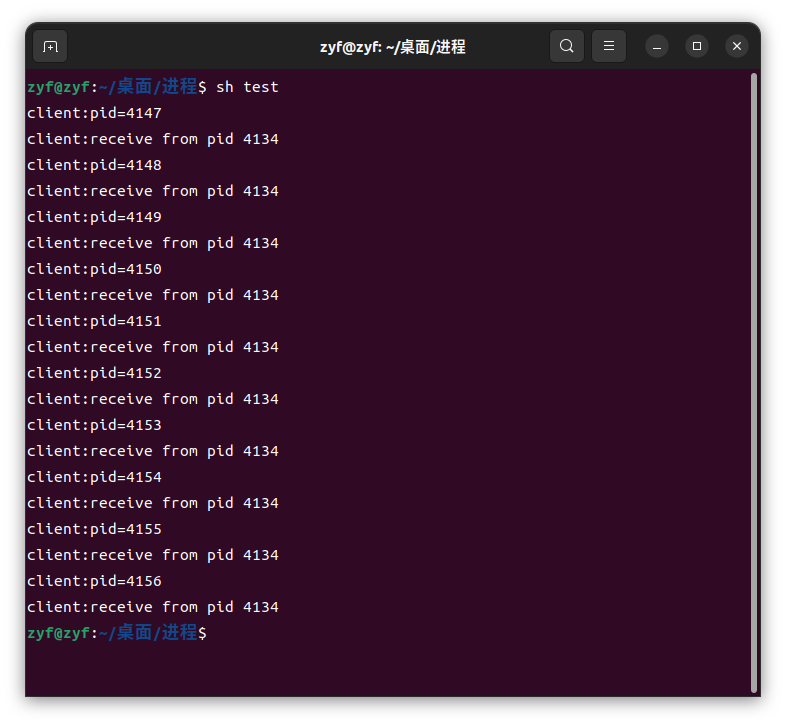 zyf@zyf: ~/桌面/进程
zyf@zyf:~/桌面/进程$ sh test
client:pid=4147
client:receive from pid 4134
client:pid=4148
client:receive from pid 4134
client:pid=4149
client:receive from pid 4134
client:pid=4150
client:receive from pid 4134
client:pid=4151
client:receive from pid 4134
client:pid=4152
client:receive from pid 4134
client:pid=4153
client:receive from pid 4134
client:pid=4154
client:receive from pid 4134
client:pid=4155
client:receive from pid 4134
client:pid=4156
client:receive from pid 4134
zyf@zyf:~/桌面/进程$